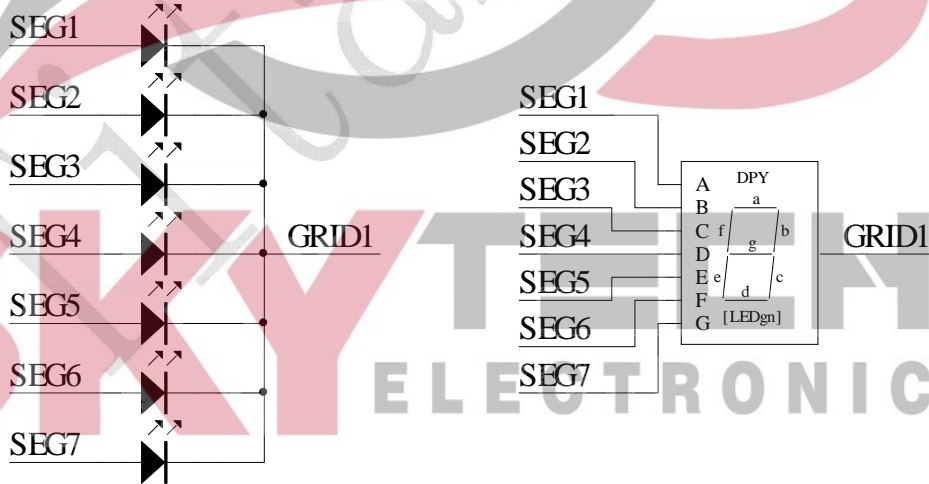 SEG1
SEG2
SEG3
SEG4
SEG5
SEG6
SEG7
GRID1
SEG1
SEG2
SEG3
SEG4
SEG5
SEG6
SEG7
A
B
C
D
E
F
G
DPY
a
f b
g
e c
d
[LEDgn]
GRID1
KYTECH
ELECTRONIC